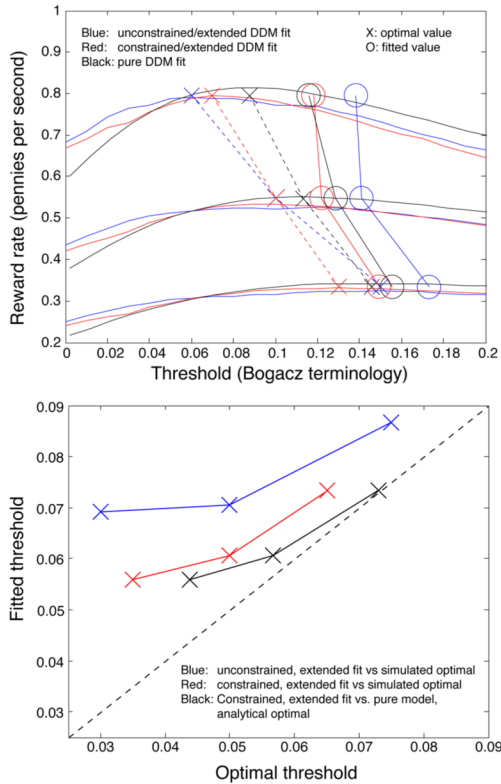 Blue: unconstrained/extended DDM fit
Red: constrained/extended DDM fit
Black: pure DDM fit
X: optimal value
O: fitted value
Reward rate (pennies per second)
1
0.9
0.8
0.7
0.6
0.5
0.4
0.3
0.2
0 0.02 0.04 0.06 0.08 0.1 0.12 0.14 0.16 0.18 0.2
Threshold (Bogacz terminology)
Fitted threshold
0.09
0.08
0.07
0.06
0.05
0.04
0.03
Blue: unconstrained, extended fit vs simulated optimal
Red: constrained, extended fit vs simulated optimal
Black: Constrained, extended fit vs. pure model,
analytical optimal
0.03 0.04 0.05 0.06 0.07 0.08 0.09
Optimal threshold